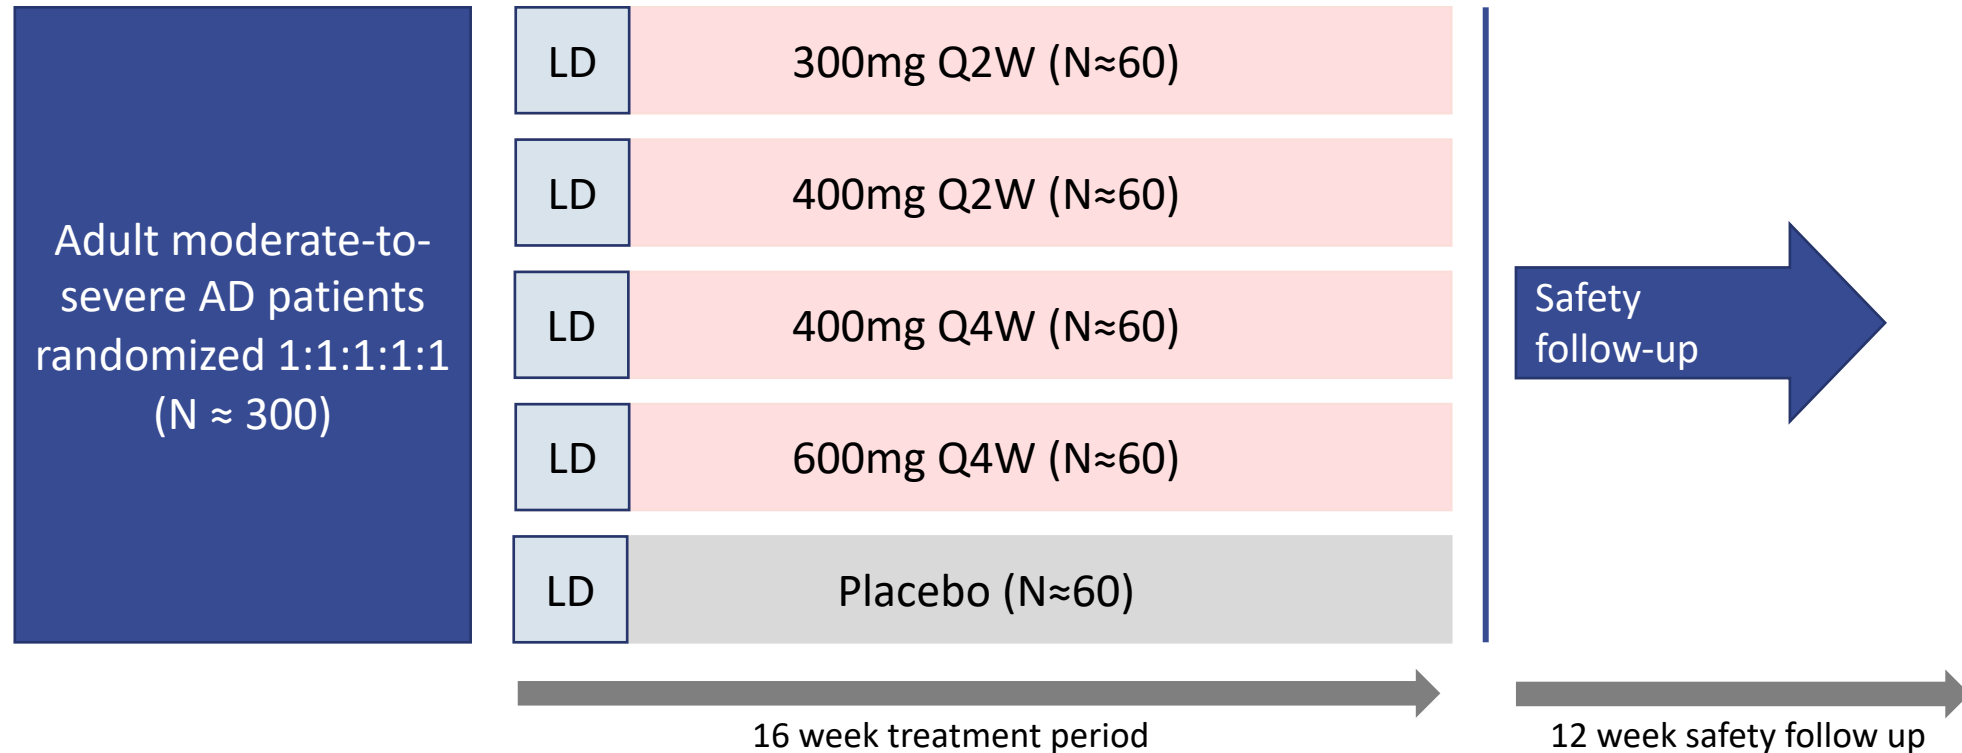 Adult moderate-to-
severe AD patients
randomized 1:1:1:1:1
(N ≈ 300)
LD
300mg Q2W (N≈60)
LD
400mg Q2W (N≈60)
LD
400mg Q4W (N≈60)
LD
600mg Q4W (N≈60)
LD
Placebo (N≈60)
Safety
follow-up
16 week treatment period
12 week safety follow up